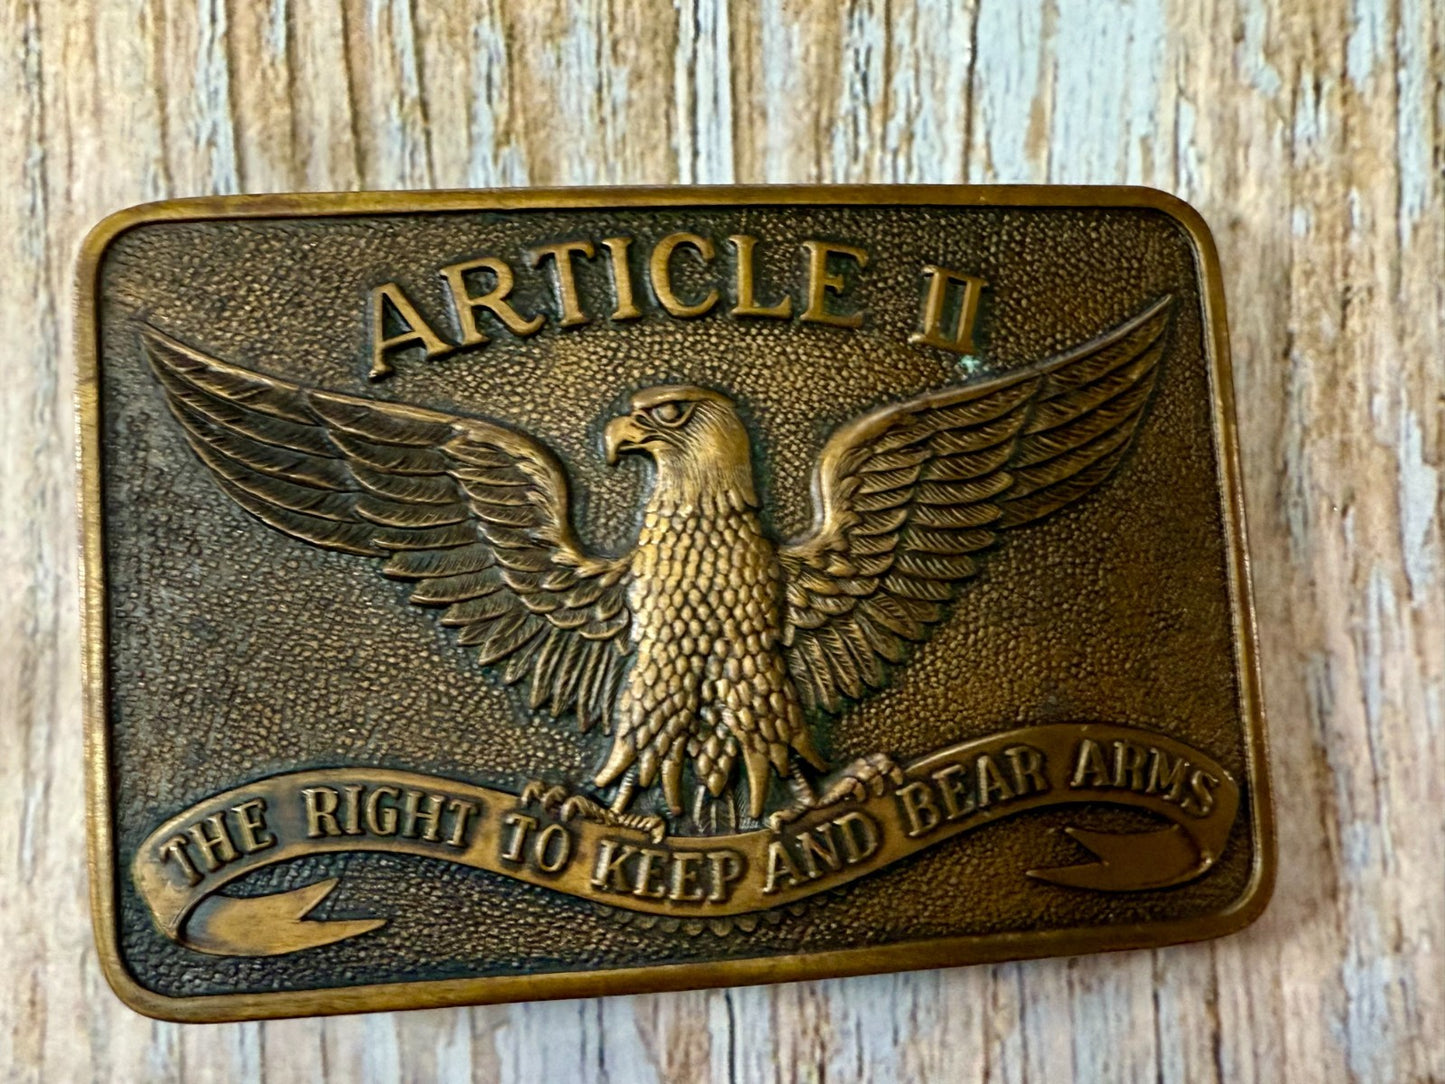 ARTICLE II
THE RIGHT TO KEEP AND BEAR ARMS